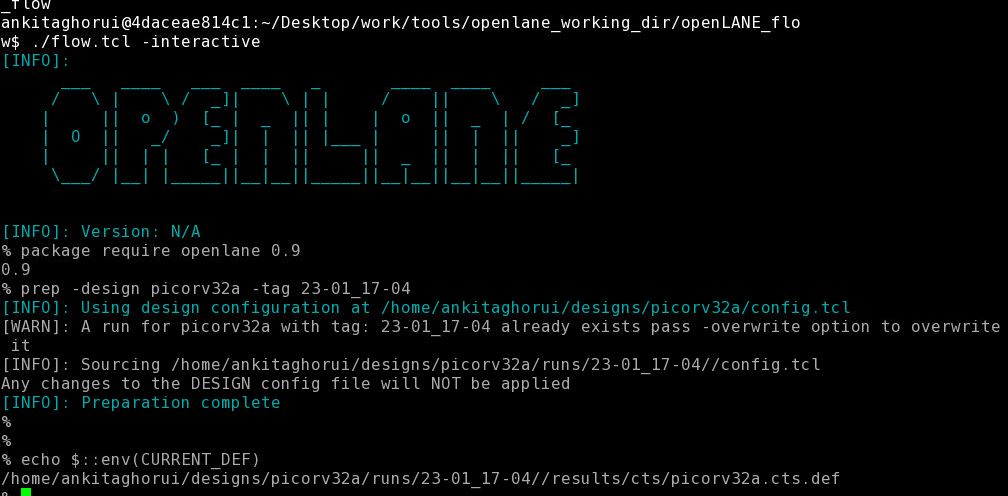 _flow
ankitaghorui@4daceae814c1:~/Desktop/work/tools/openlane_working_dir/openLANE_flo
w$ ./flow.tcl -interactive
[INFO]:
OPENLANE
[INFO]: Version: N/A
% package require openlane 0.9
0.9
% prep -design picorv32a -tag 23-01_17-04
[INFO]: Using design configuration at /home/ankitaghorui/designs/picorv32a/config.tcl
[WARN]: A run for picorv32a with tag: 23-01_17-04 already exists pass -overwrite option to overwrite
it
[INFO]: Sourcing /home/ankitaghorui/designs/picorv32a/runs/23-01_17-04//config.tcl
Any changes to the DESIGN config file will NOT be applied
[INFO]: Preparation complete
%
%
% echo $::env(CURRENT_DEF)
/home/ankitaghorui/designs/picorv32a/runs/23-01_17-04//results/cts/picorv32a.cts.def
%